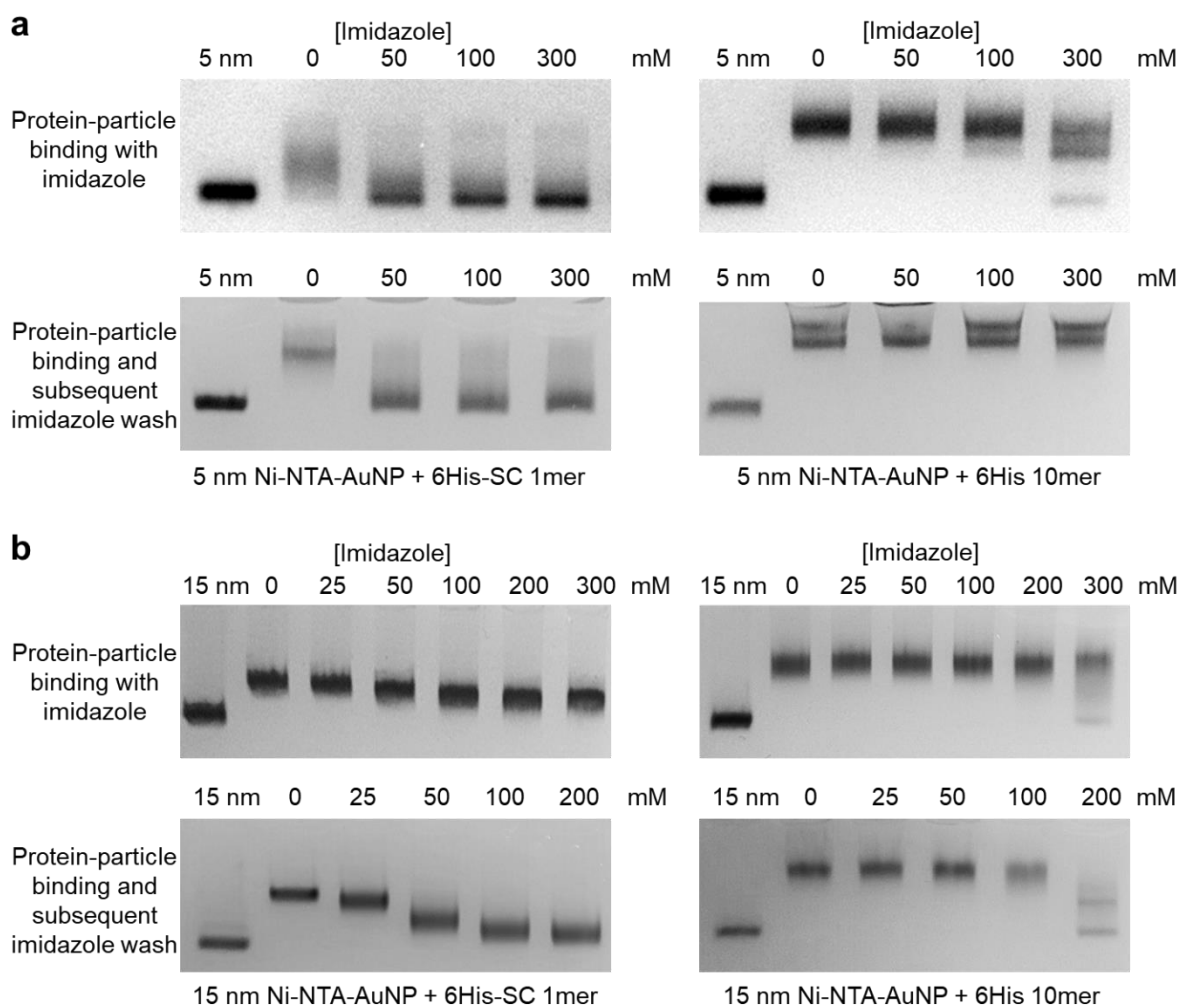 a
[Imidazole]
5 nm 0 50 100 300 mM
[Imidazole]
5 nm 0 50 100 300 mM
Protein-particle
binding with
imidazole
5 nm 0 50 100 300 mM
5 nm 0 50 100 300 mM
Protein-particle
binding and
subsequent
imidazole wash
5 nm Ni-NTA-AuNP + 6His-SC 1mer
5 nm Ni-NTA-AuNP + 6His 10mer
b
[Imidazole]
15 nm 0 25 50 100 200 300 mM
[Imidazole]
15 nm 0 25 50 100 200 300 mM
Protein-particle
binding with
imidazole
15 nm 0 25 50 100 200 mM
15 nm 0 25 50 100 200 mM
Protein-particle
binding and
subsequent
imidazole wash
15 nm Ni-NTA-AuNP + 6His-SC 1mer
15 nm Ni-NTA-AuNP + 6His 10mer